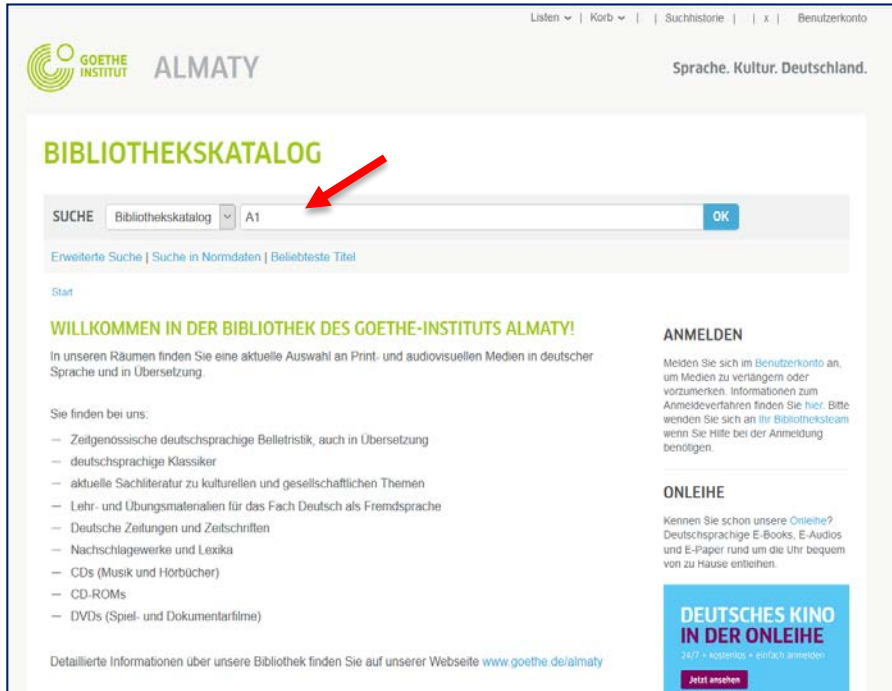 Listen | Korb | | Suchhistorie | | x | Benutzerkonto
GOETHE
INSTITUT
ALMATY
Sprache. Kultur. Deutschland.
BIBLIOTHEKSKATALOG
SUCHE Bibliothekskatalog A1 OK
Erweiterte Suche | Suche in Normdaten | Beliebteste Titel
Start
WILLKOMMEN IN DER BIBLIOTHEK DES GOETHE-INSTITUTS ALMATY!
In unseren Räumen finden Sie eine aktuelle Auswahl an Print- und audiovisuellen Medien in deutscher
Sprache und in Übersetzung.
Sie finden bei uns:
— Zeitgenössische deutschsprachige Belletristik, auch in Übersetzung
— deutschsprachige Klassiker
— aktuelle Sachliteratur zu kulturellen und gesellschaftlichen Themen
— Lehr- und Übungsmaterialien für das Fach Deutsch als Fremdsprache
— Deutsche Zeitungen und Zeitschriften
— Nachschlagewerke und Lexika
— CDs (Musik und Hörbücher)
— CD-ROMs
— DVDs (Spiel- und Dokumentarfilme)
Detaillierte Informationen über unsere Bibliothek finden Sie auf unserer Webseite www.goethe.de/almaty
ANMELDEN
Melden Sie sich im Benutzerkonto an,
um Medien zu verlängern oder
vorzumerken. Informationen zum
Anmeldeverfahren finden Sie hier. Bitte
wenden Sie sich an Ihr Bibliotheksteam
wenn Sie Hilfe bei der Anmeldung
benötigen.
ONLEIHE
Kennen Sie schon unsere Onleihe?
Deutschsprachige E-Books, E-Audios
und E-Paper rund um die Uhr bequem
von zu Hause entleihen.
DEUTSCHES KINO
IN DER ONLEIHE
24/7 + kostenlos + einfach anmelden
Jetzt ansehen